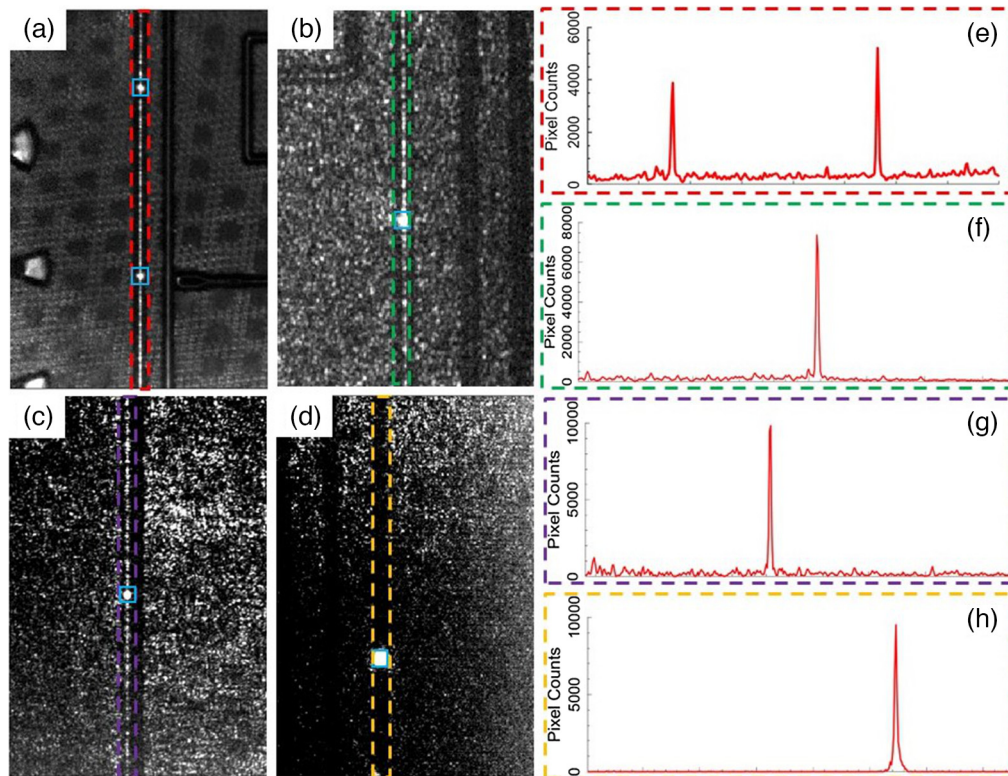 (a)
(b)
(c)
(d)
(e)
Pixel Counts
6000
4000
2000
0
(f)
Pixel Counts
8000
6000
4000
2000
0
(g)
Pixel Counts
10000
5000
0
(h)
Pixel Counts
10000
5000
0